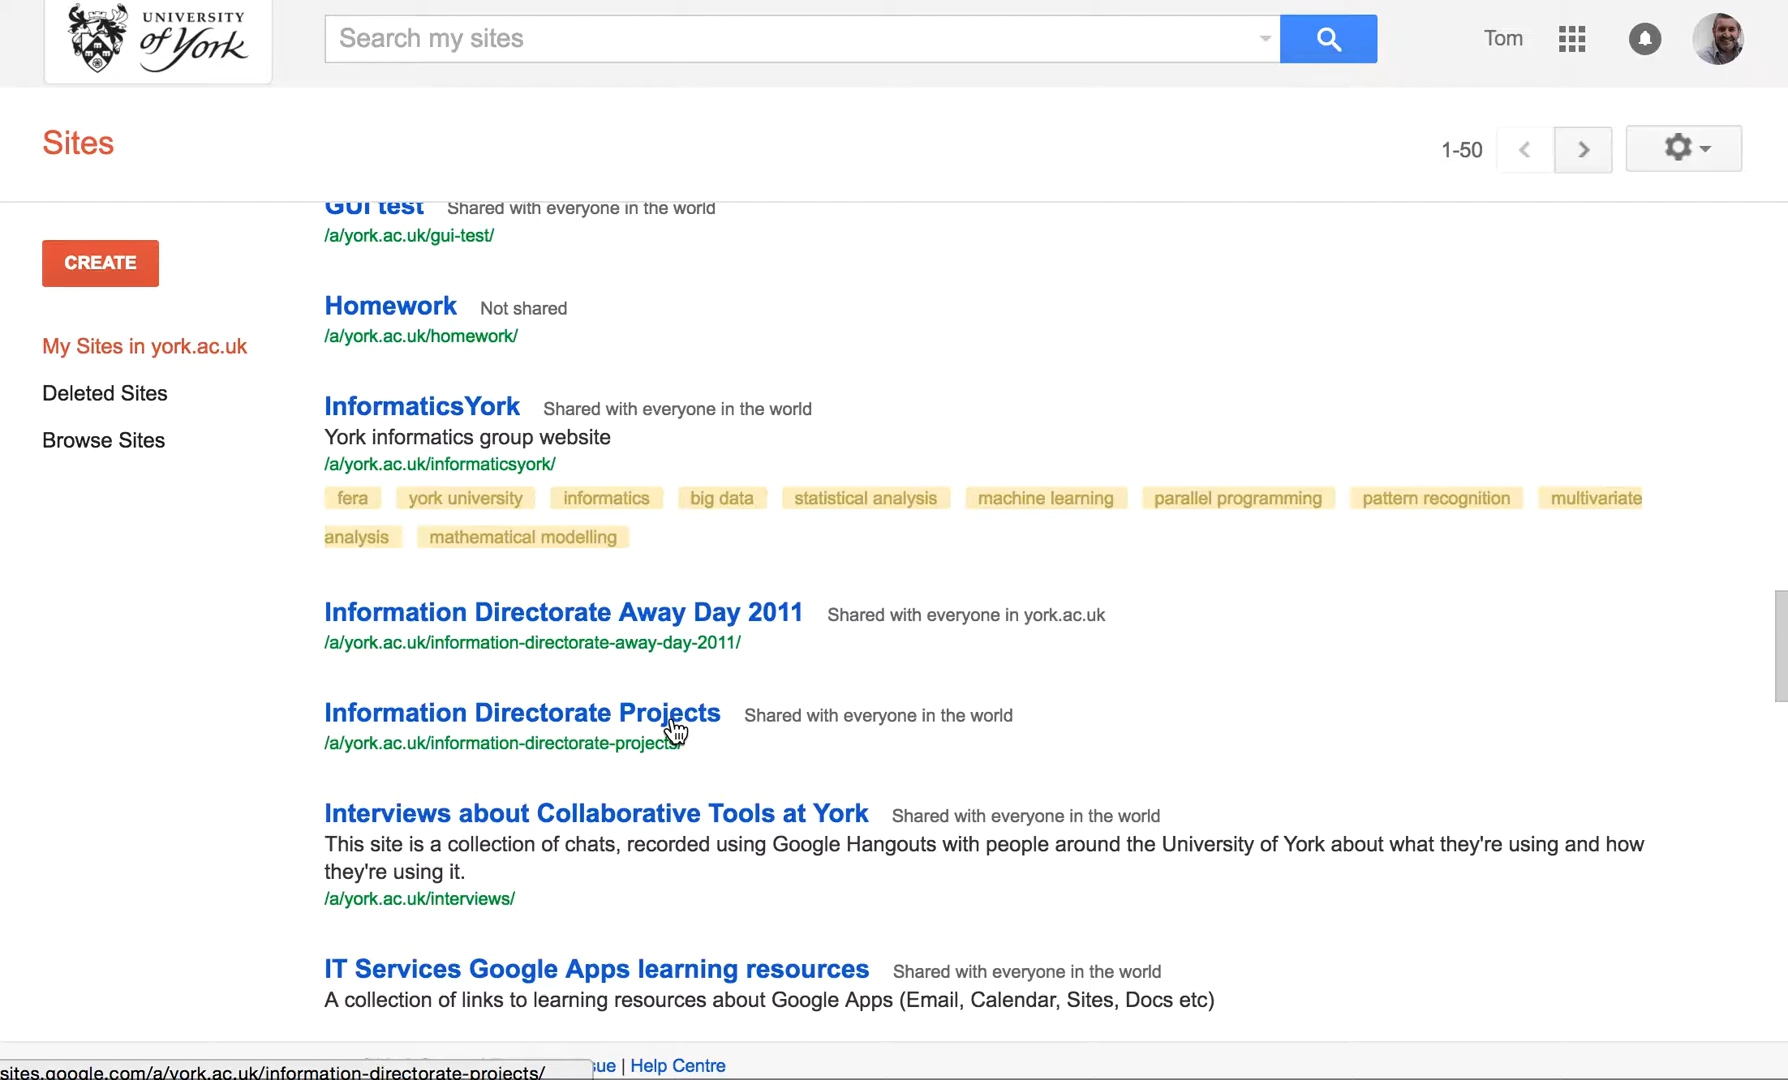 UNIVERSITY
of York
Search my sites
Tom
Sites
1-50
CREATE
My Sites in york.ac.uk
Deleted Sites
Browse Sites
GUI test Shared with everyone in the world
/a/york.ac.uk/gui-test/
Homework Not shared
/a/york.ac.uk/homework/
InformaticsYork Shared with everyone in the world
York informatics group website
/a/york.ac.uk/informaticsyork/
fera york university informatics big data statistical analysis machine learning parallel programming pattern recognition multivariate
analysis mathematical modelling
Information Directorate Away Day 2011 Shared with everyone in york.ac.uk
/a/york.ac.uk/information-directorate-away-day-2011/
Information Directorate Projects Shared with everyone in the world
/a/york.ac.uk/information-directorate-projects/
Interviews about Collaborative Tools at York Shared with everyone in the world
This site is a collection of chats, recorded using Google Hangouts with people around the University of York about what they're using and how
they're using it.
/a/york.ac.uk/interviews/
IT Services Google Apps learning resources Shared with everyone in the world
A collection of links to learning resources about Google Apps (Email, Calendar, Sites, Docs etc)
sue | Help Centre
sites.google.com/a/york.ac.uk/information-directorate-projects/